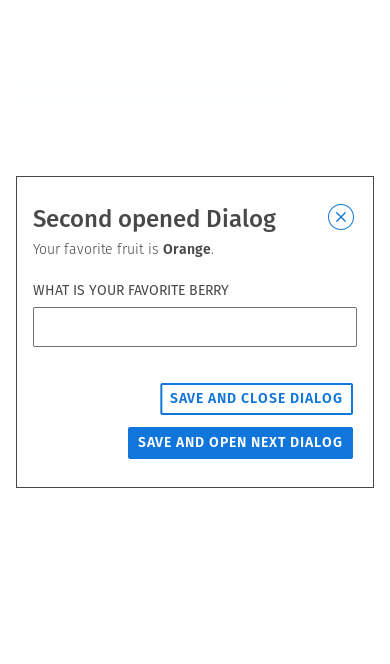 Second opened Dialog
Your favorite fruit is Orange.
WHAT IS YOUR FAVORITE BERRY
SAVE AND CLOSE DIALOG
SAVE AND OPEN NEXT DIALOG